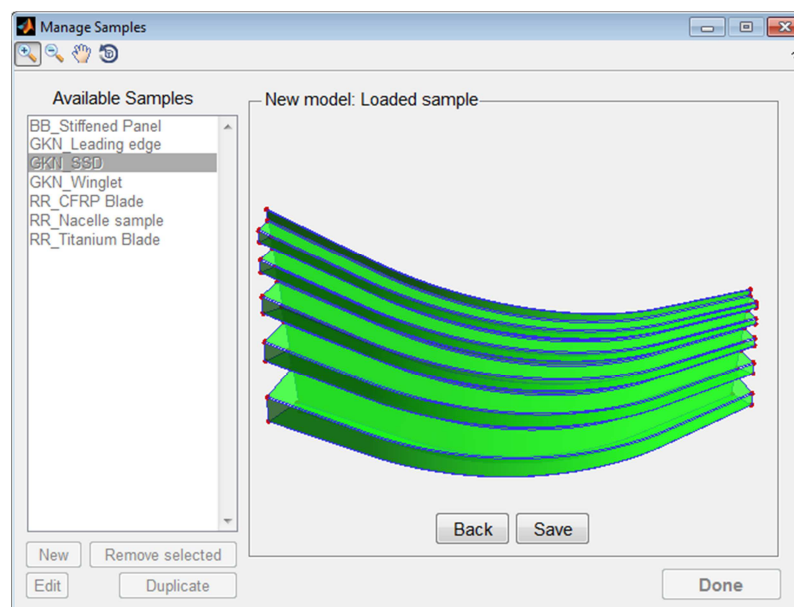 Manage Samples
Available Samples
New model: Loaded sample
BB_Stiffened Panel
GKN_Leading edge
GKN_SSD
GKN_Winglet
RR_CFRP Blade
RR_Nacelle sample
RR_Titanium Blade
Back
Save
New
Remove selected
Edit
Duplicate
Done